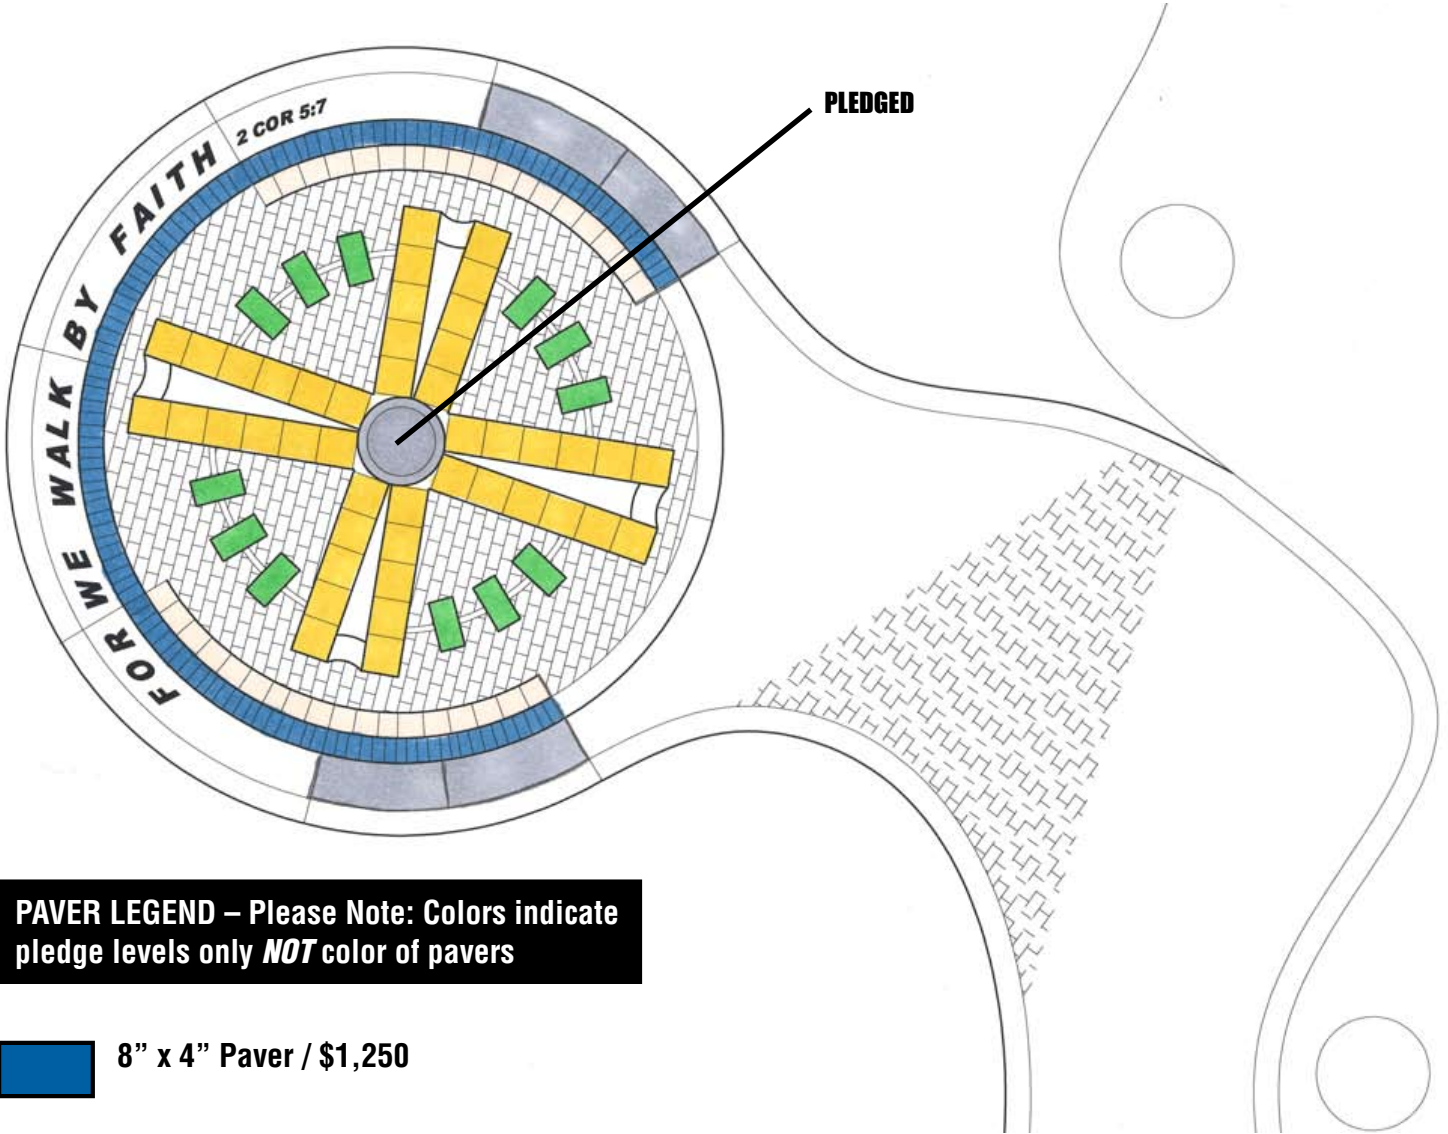 PLEDGED
2 COR 5:7
FOR WE WALK BY FAITH
PAVER LEGEND – Please Note: Colors indicate
pledge levels only NOT color of pavers
8” x 4” Paver / $1,250